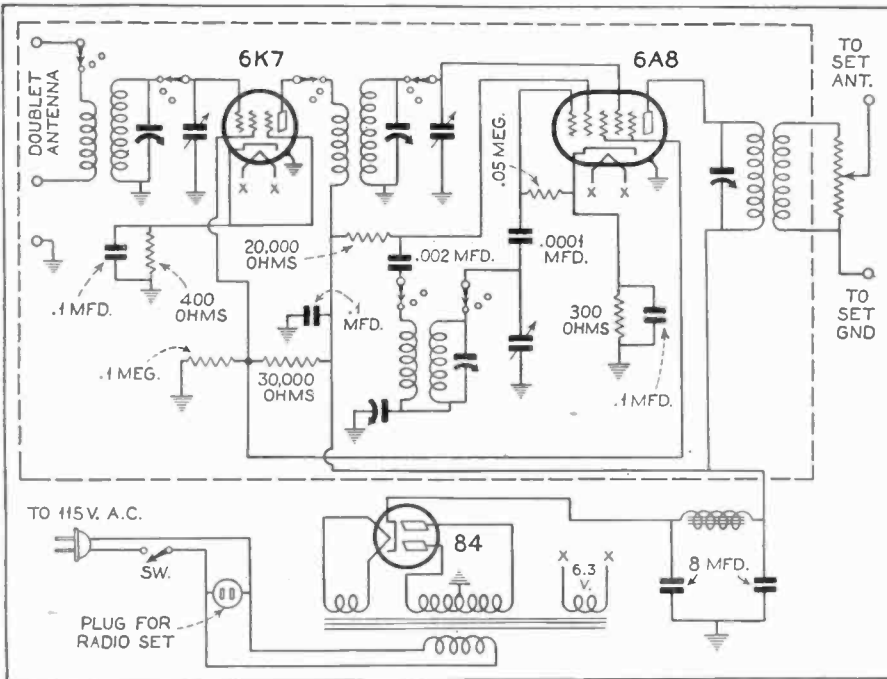 6K7
6A8
TO
SET
ANT.
DOUBLET
ANTENNA
.05 MEG.
20,000
OHMS
.002 MFD.
.0001
MFD.
.1 MFD.
400
OHMS
.1
MFD.
300
OHMS
TO
SET
GND
.1 MEG.
30,000
OHMS
.1 MFD.
X X
X X
TO 115V. A.C.
84
X X
6.3
V.
8 MFD.
SW.
PLUG FOR
RADIO SET